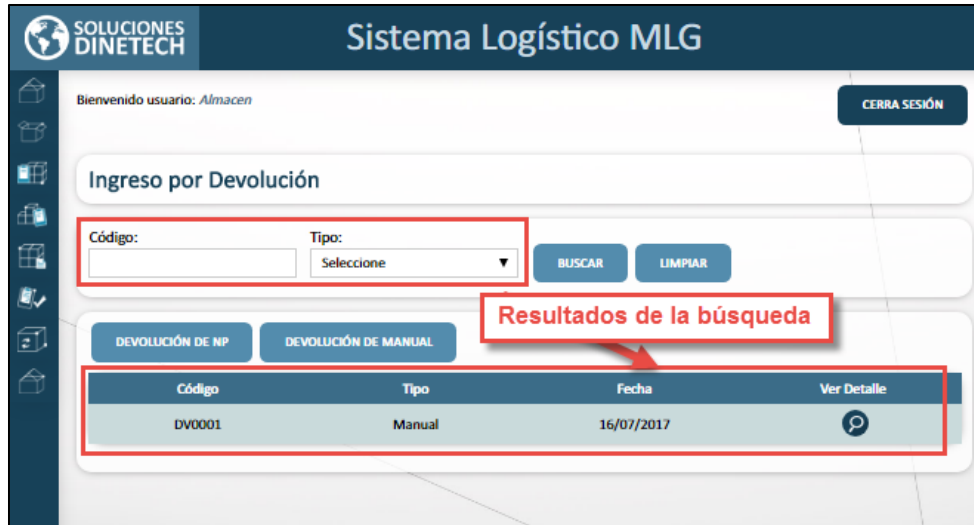 SOLUCIONES
DINETECH
Sistema Logístico MLG
Bienvenido usuario: Almacen
CERRA SESIÓN
Ingreso por Devolución
Código: Tipo:
Seleccione BUSCAR LIMPIAR
Resultados de la búsqueda
DEVOLUCIÓN DE NP DEVOLUCIÓN DE MANUAL
Código Tipo Fecha Ver Detalle
DV0001 Manual 16/07/2017